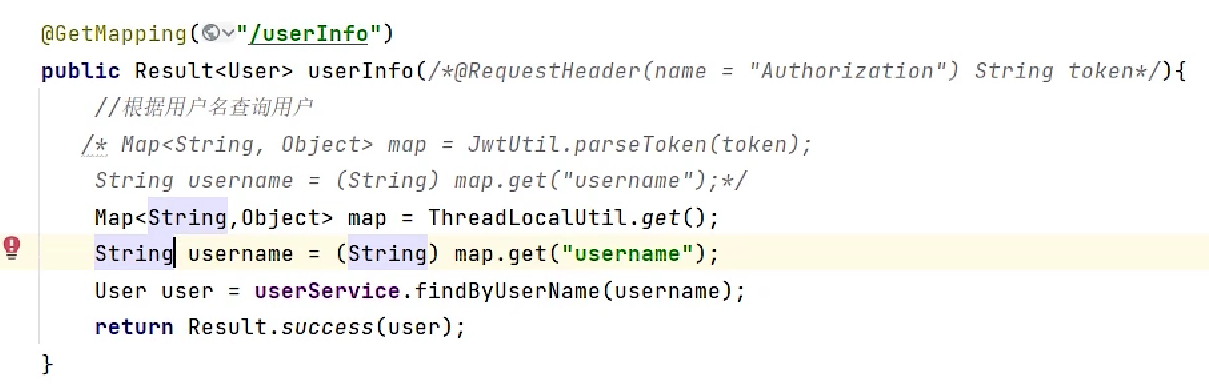 @GetMapping("/userInfo")
public Result<User> userInfo(/*@RequestHeader(name = "Authorization") String token*/){
//根据用户名查询用户
/* Map<String, Object> map = JwtUtil.parseToken(token);
String username = (String) map.get("username");*/
Map<String,Object> map = ThreadLocalUtil.get();
String username = (String) map.get("username");
User user = userService.findByUserName(username);
return Result.success(user);
}